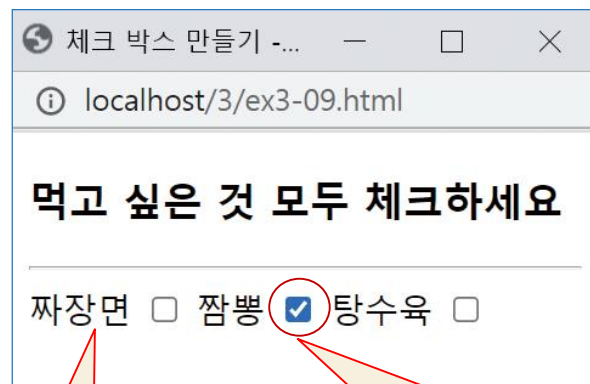 체크 박스 만들기 -...
localhost/3/ex3-09.html
먹고 싶은 것 모두 체크하세요
짜장면 짬뽕 탕수육